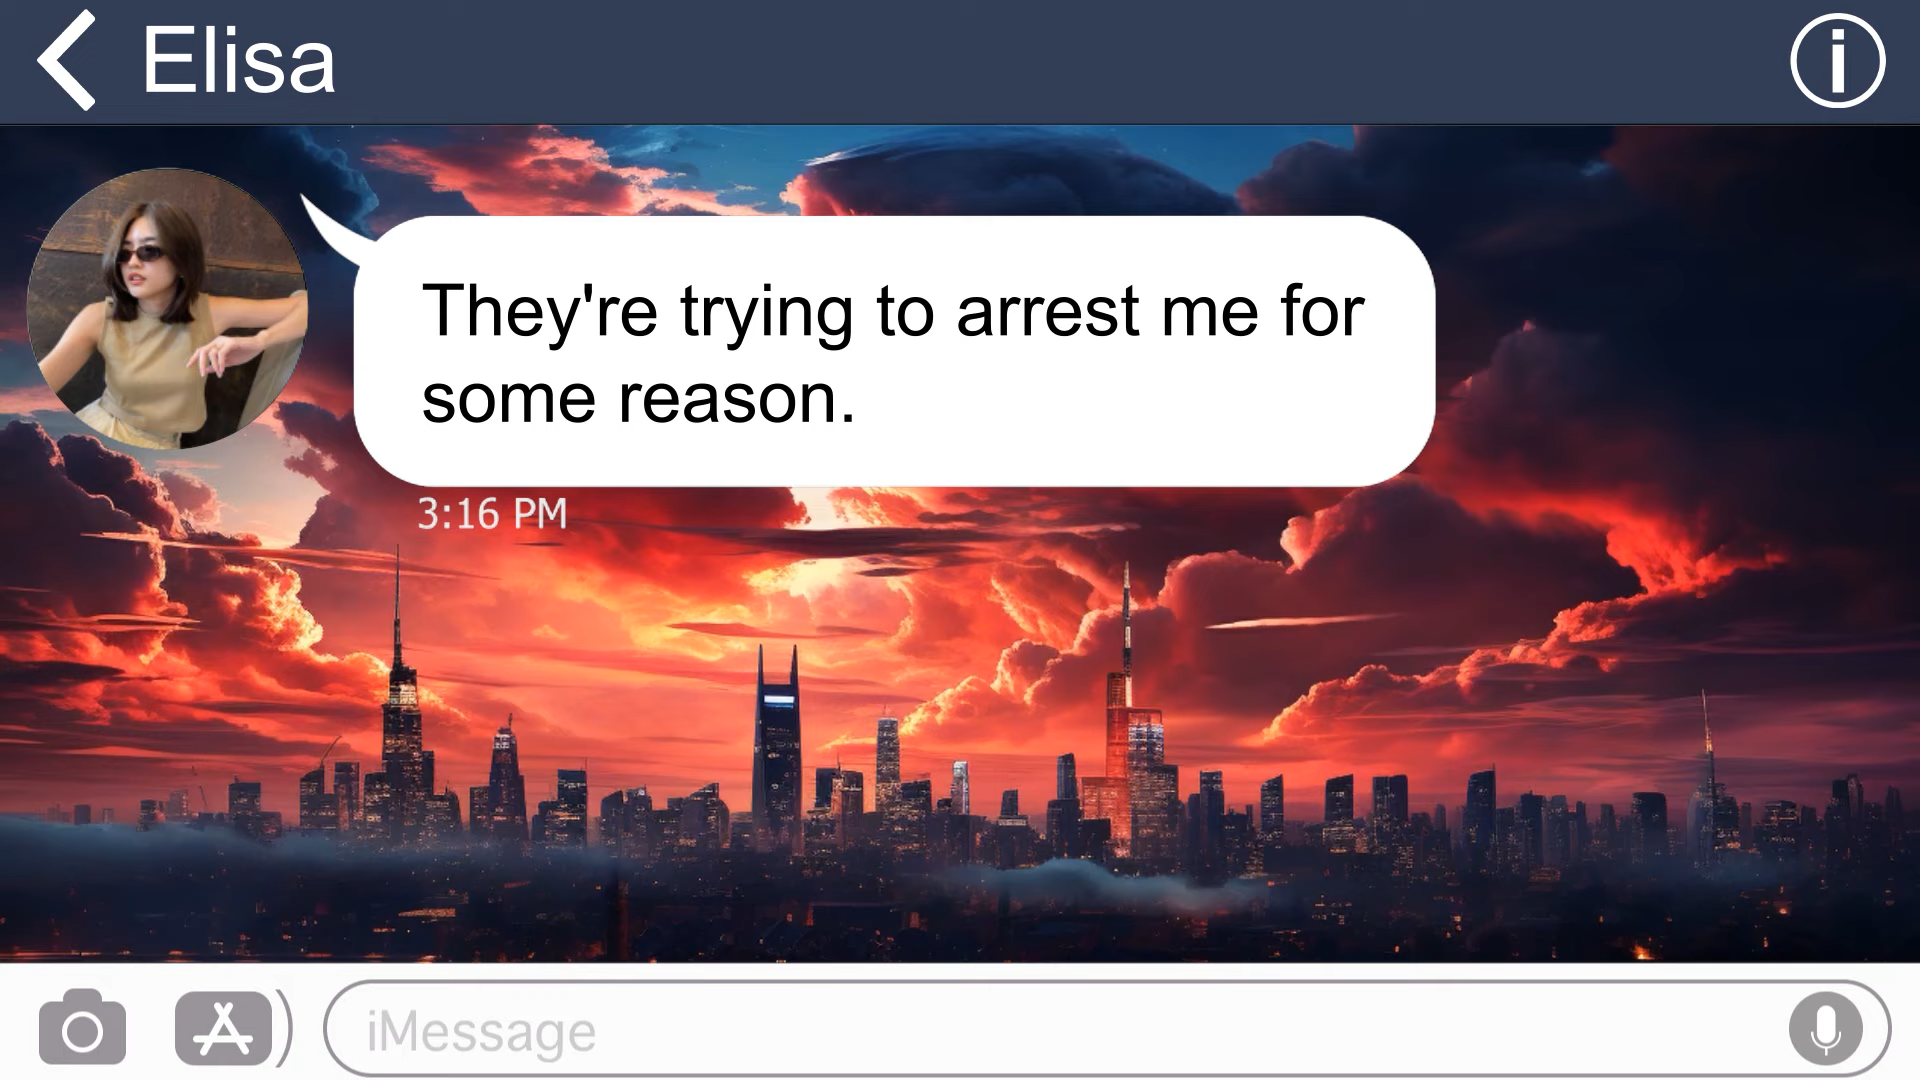 Elisa
They're trying to arrest me for
some reason.
3:16 PM
iMessage